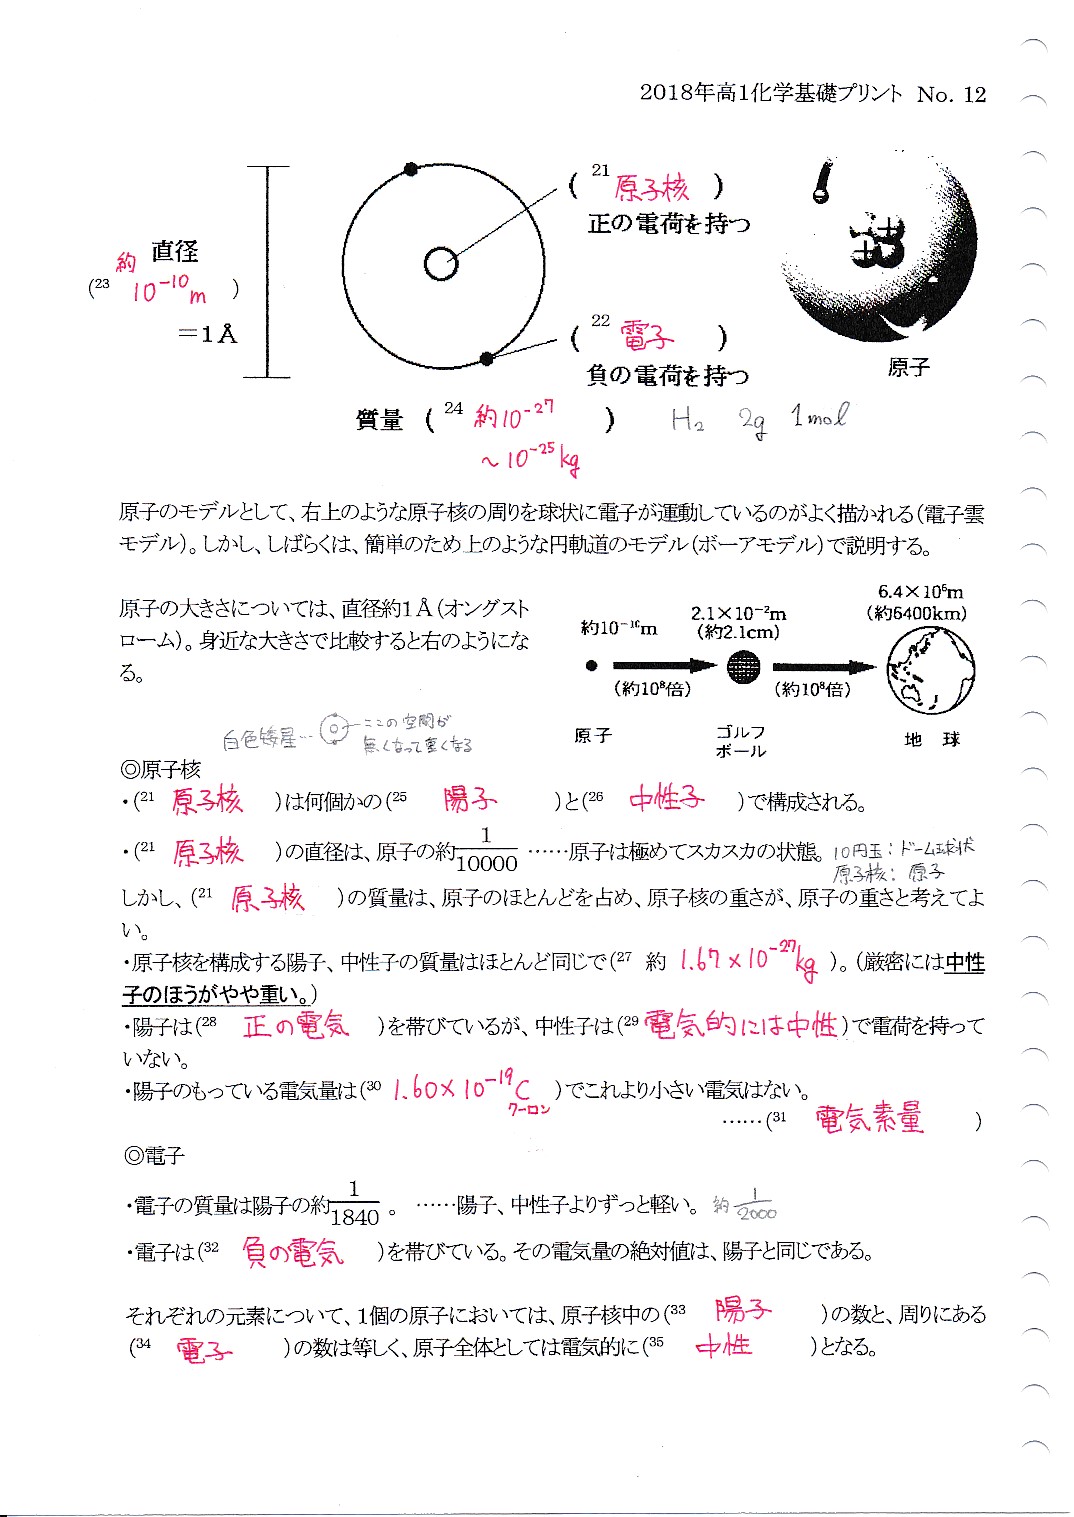 2018年高1化学基礎プリント No. 12
(21 原子核 )
正の電荷を持つ
直径
(23 約10⁻¹⁰m )
＝1Å
(22 電子 )
負の電荷を持つ
原子
質量 (24 約10⁻²⁷ )
～10⁻²⁵kg
H₂ 2g 1mol
原子のモデルとして、右上のような原子核の周りを球状に電子が運動しているのがよく描かれる(電子雲
モデル)。しかし、しばらくは、簡単のため上のような円軌道のモデル(ボーアモデル)で説明する。
原子の大きさについては、直径約1Å(オングスト
ローム)。身近な大きさで比較すると右のようにな
る。
約10⁻¹⁰m
2.1×10⁻²m
(約2.1cm)
6.4×10⁶m
(約6400km)
(約10⁸倍)
(約10⁸倍)
原子
ゴルフ
ボール
地 球
白色矮星…
ここの空間が
無くなって重くなる
◎原子核
・(21 原子核 )は何個かの(25 陽子 )と(26 中性子 )で構成される。
・(21 原子核 )の直径は、原子の約1/10000 ……原子は極めてスカスカの状態。
10円玉：ドーム球状
原子核：原子
しかし、(21 原子核 )の質量は、原子のほとんどを占め、原子核の重さが、原子の重さと考えてよ
い。
・原子核を構成する陽子、中性子の質量はほとんど同じで(27 約 1.67×10⁻²⁷kg )。(厳密には中性
子のほうがやや重い。)
・陽子は(28 正の電気 )を帯びているが、中性子は(29 電気的には中性)で電荷を持って
いない。
・陽子のもっている電気量は(30 1.60×10⁻¹⁹C )でこれより小さい電気はない。
クーロン
……(31 電気素量 )
◎電子
・電子の質量は陽子の約1/1840 。 ……陽子、中性子よりずっと軽い。 約1/2000
・電子は(32 負の電気 )を帯びている。その電気量の絶対値は、陽子と同じである。
それぞれの元素について、1個の原子においては、原子核中の(33 陽子 )の数と、周りにある
(34 電子 )の数は等しく、原子全体としては電気的に(35 中性 )となる。